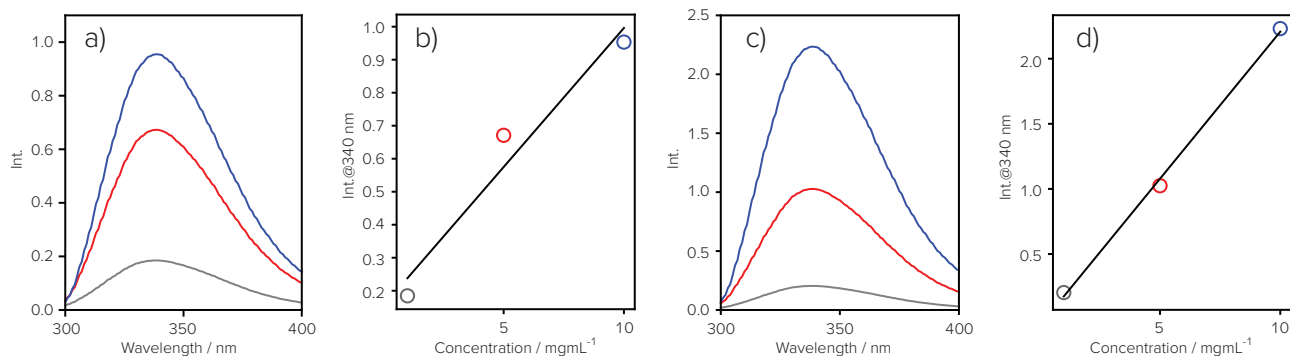 a)
1.0
0.8
0.6
0.4
0.2
0.0
Int.
300
350
400
Wavelength / nm
b)
1.0
0.9
0.8
0.7
0.6
0.5
0.4
0.3
0.2
Int.@340 nm
5
10
Concentration / mgmL⁻¹
c)
2.5
2.0
1.5
1.0
0.5
0.0
Int.
300
350
400
Wavelength / nm
d)
2.0
1.5
1.0
0.5
Int.@340 nm
5
10
Concentration / mgmL⁻¹